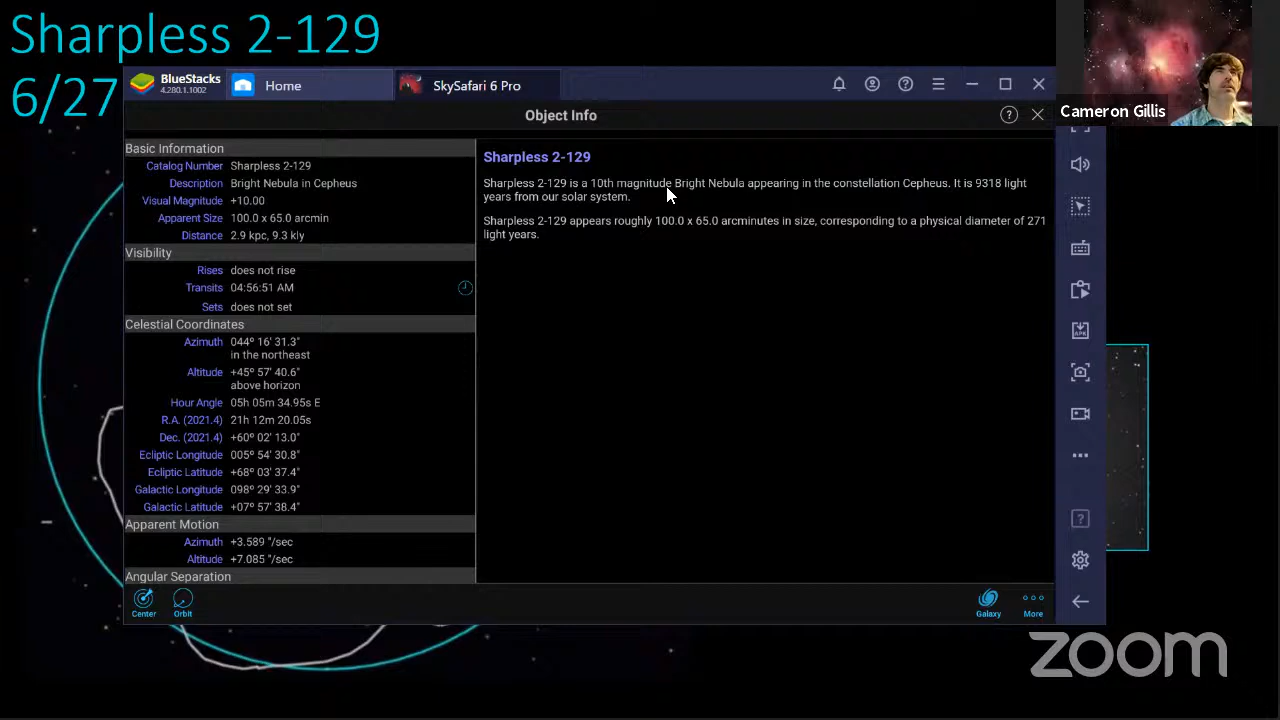 Sharpless 2-129
6/27
BlueStacks
4.280.1.1002
Home
SkySafari 6 Pro
Cameron Gillis
Object Info
Basic Information
Catalog Number Sharpless 2-129
Description Bright Nebula in Cepheus
Visual Magnitude +10.00
Apparent Size 100.0 x 65.0 arcmin
Distance 2.9 kpc, 9.3 kly
Visibility
Rises does not rise
Transits 04:56:51 AM
Sets does not set
Celestial Coordinates
Azimuth 044° 16' 31.3"
in the northeast
Altitude +45° 57' 40.6"
above horizon
Hour Angle 05h 05m 34.95s E
R.A. (2021.4) 21h 12m 20.05s
Dec. (2021.4) +60° 02' 13.0"
Ecliptic Longitude 005° 54' 30.8"
Ecliptic Latitude +68° 03' 37.4"
Galactic Longitude 098° 29' 33.9"
Galactic Latitude +07° 57' 38.4"
Apparent Motion
Azimuth +3.589 "/sec
Altitude +7.085 "/sec
Angular Separation
Sharpless 2-129
Sharpless 2-129 is a 10th magnitude Bright Nebula appearing in the constellation Cepheus. It is 9318 light
years from our solar system.
Sharpless 2-129 appears roughly 100.0 x 65.0 arcminutes in size, corresponding to a physical diameter of 271
light years.
Center
Orbit
Galaxy
More
APK
zoom